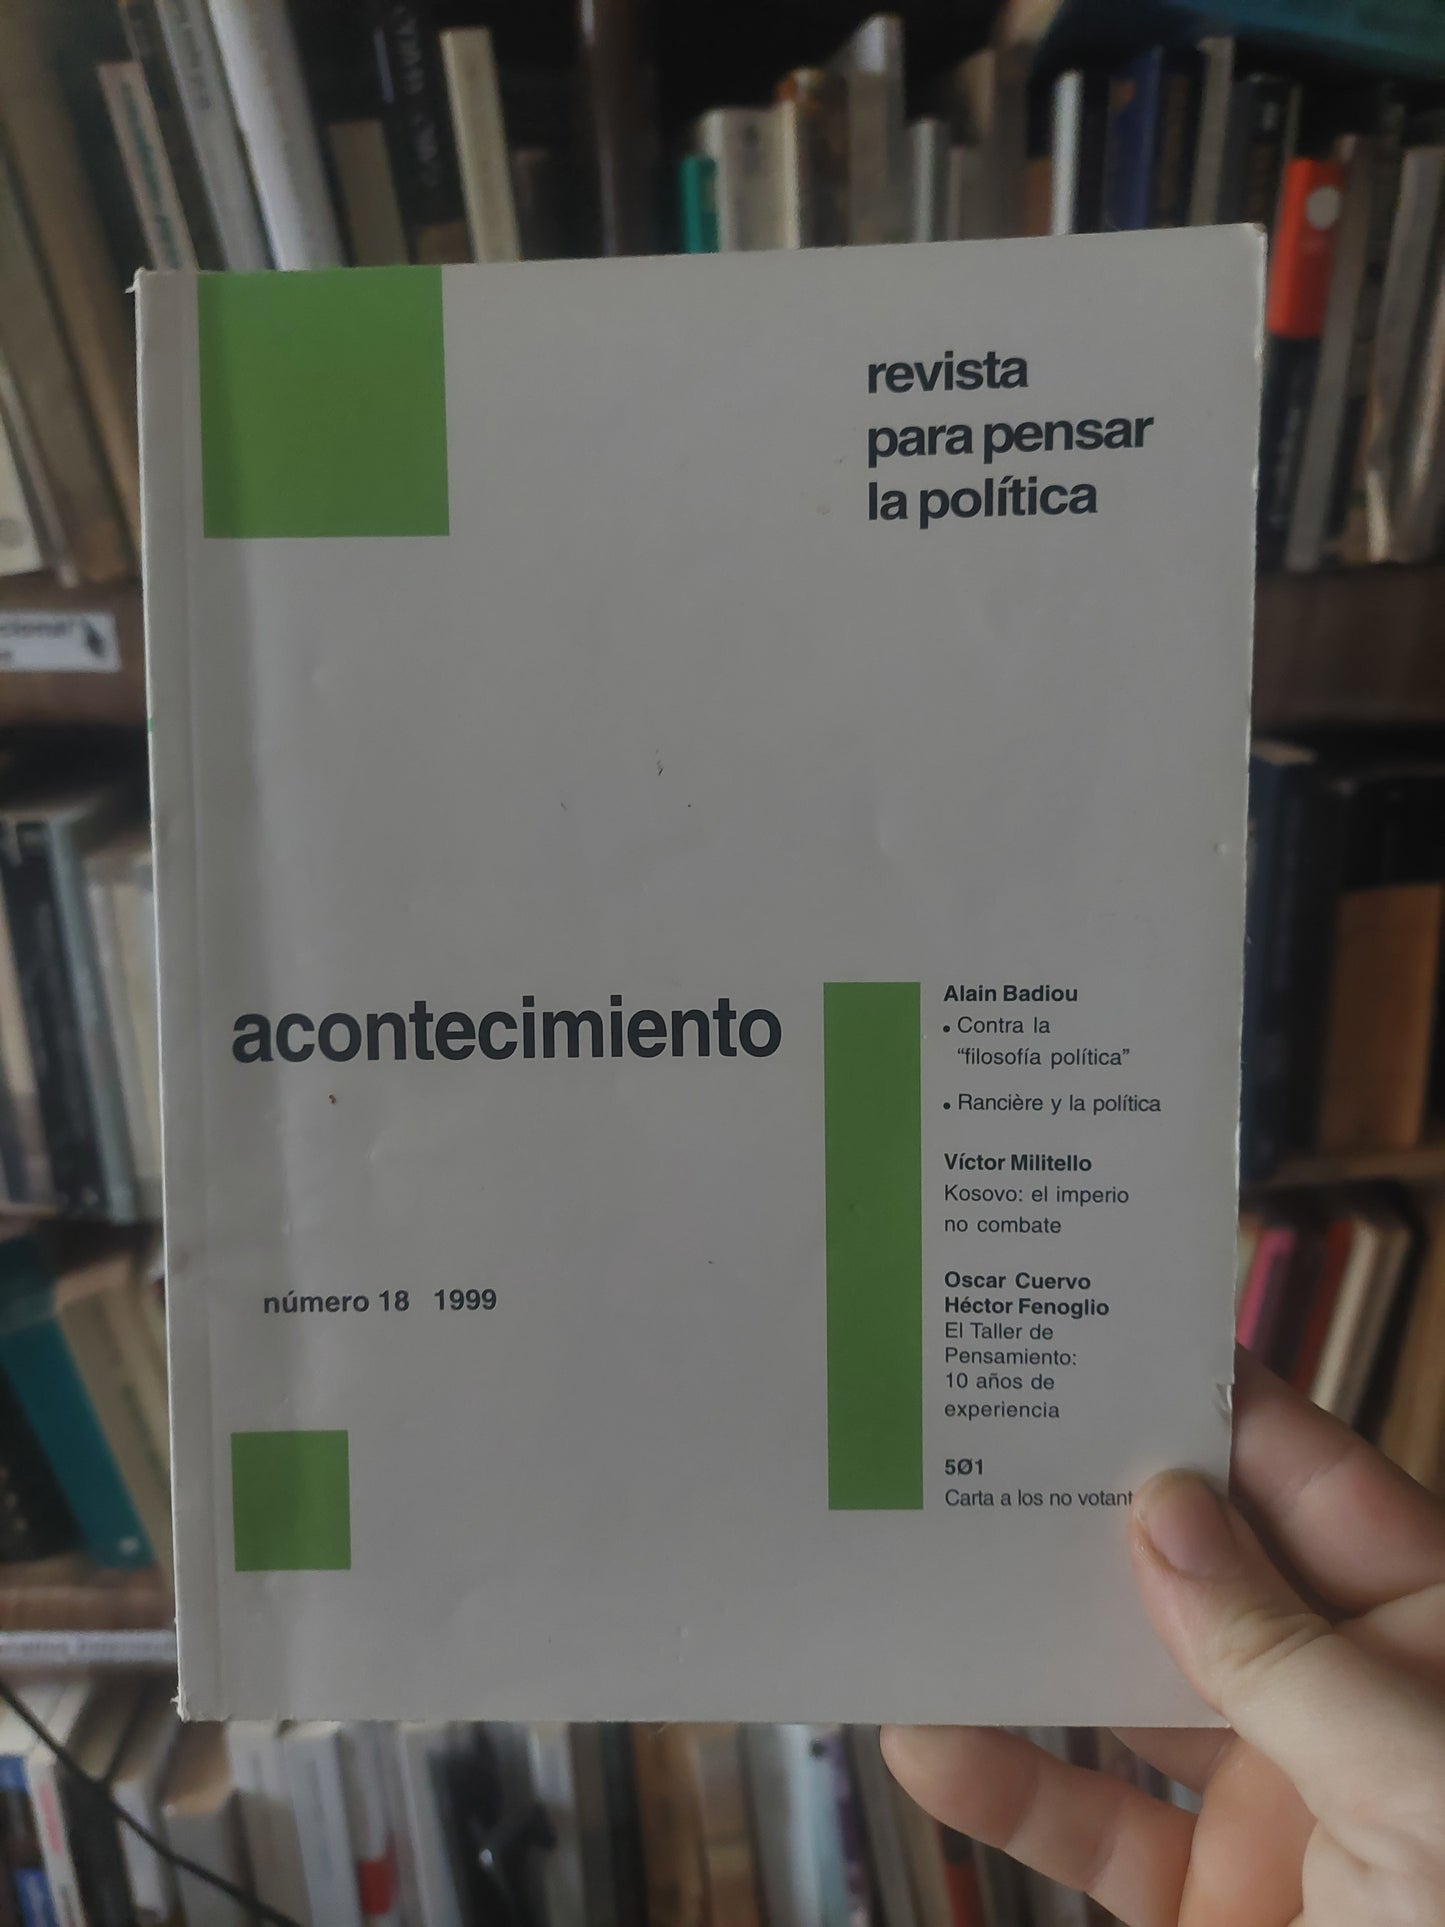 revista
para pensar
la política
acontecimiento
número 18 1999
Alain Badiou
• Contra la
“filosofía política”
• Rancière y la política
Víctor Militello
Kosovo: el imperio
no combate
Oscar Cuervo
Héctor Fenoglio
El Taller de
Pensamiento:
10 años de
experiencia
5Ø1
Carta a los no votant